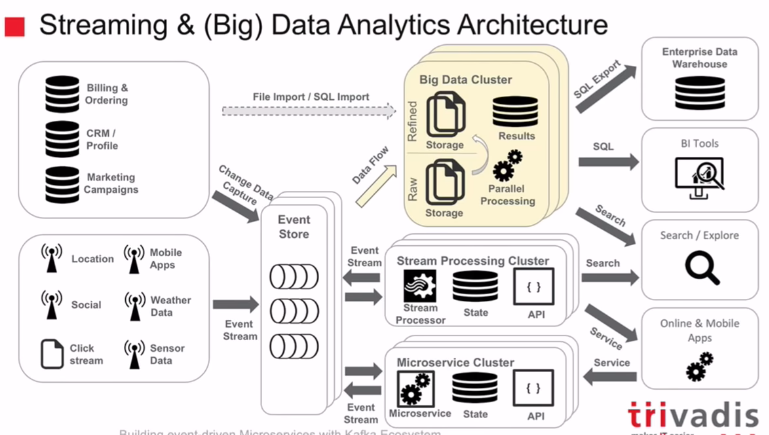 Streaming & (Big) Data Analytics Architecture
Billing &
Ordering
CRM /
Profile
Marketing
Campaigns
File Import / SQL Import
Change Data
Capture
Data Flow
Big Data Cluster
Refined
Storage
Results
Raw
Storage
Parallel
Processing
SQL Export
Enterprise Data
Warehouse
SQL
BI Tools
Search
Search / Explore
Location
Mobile
Apps
Social
Weather
Data
Click
stream
Sensor
Data
Event
Stream
Event
Store
Event
Stream
Stream Processing Cluster
Stream
Processor
State
{ }
API
Search
Service
Online & Mobile
Apps
Service
Microservice Cluster
Microservice
State
{ }
API
Event
Stream
trivadis
Building event-driven Microservices with Kafka Ecosystem